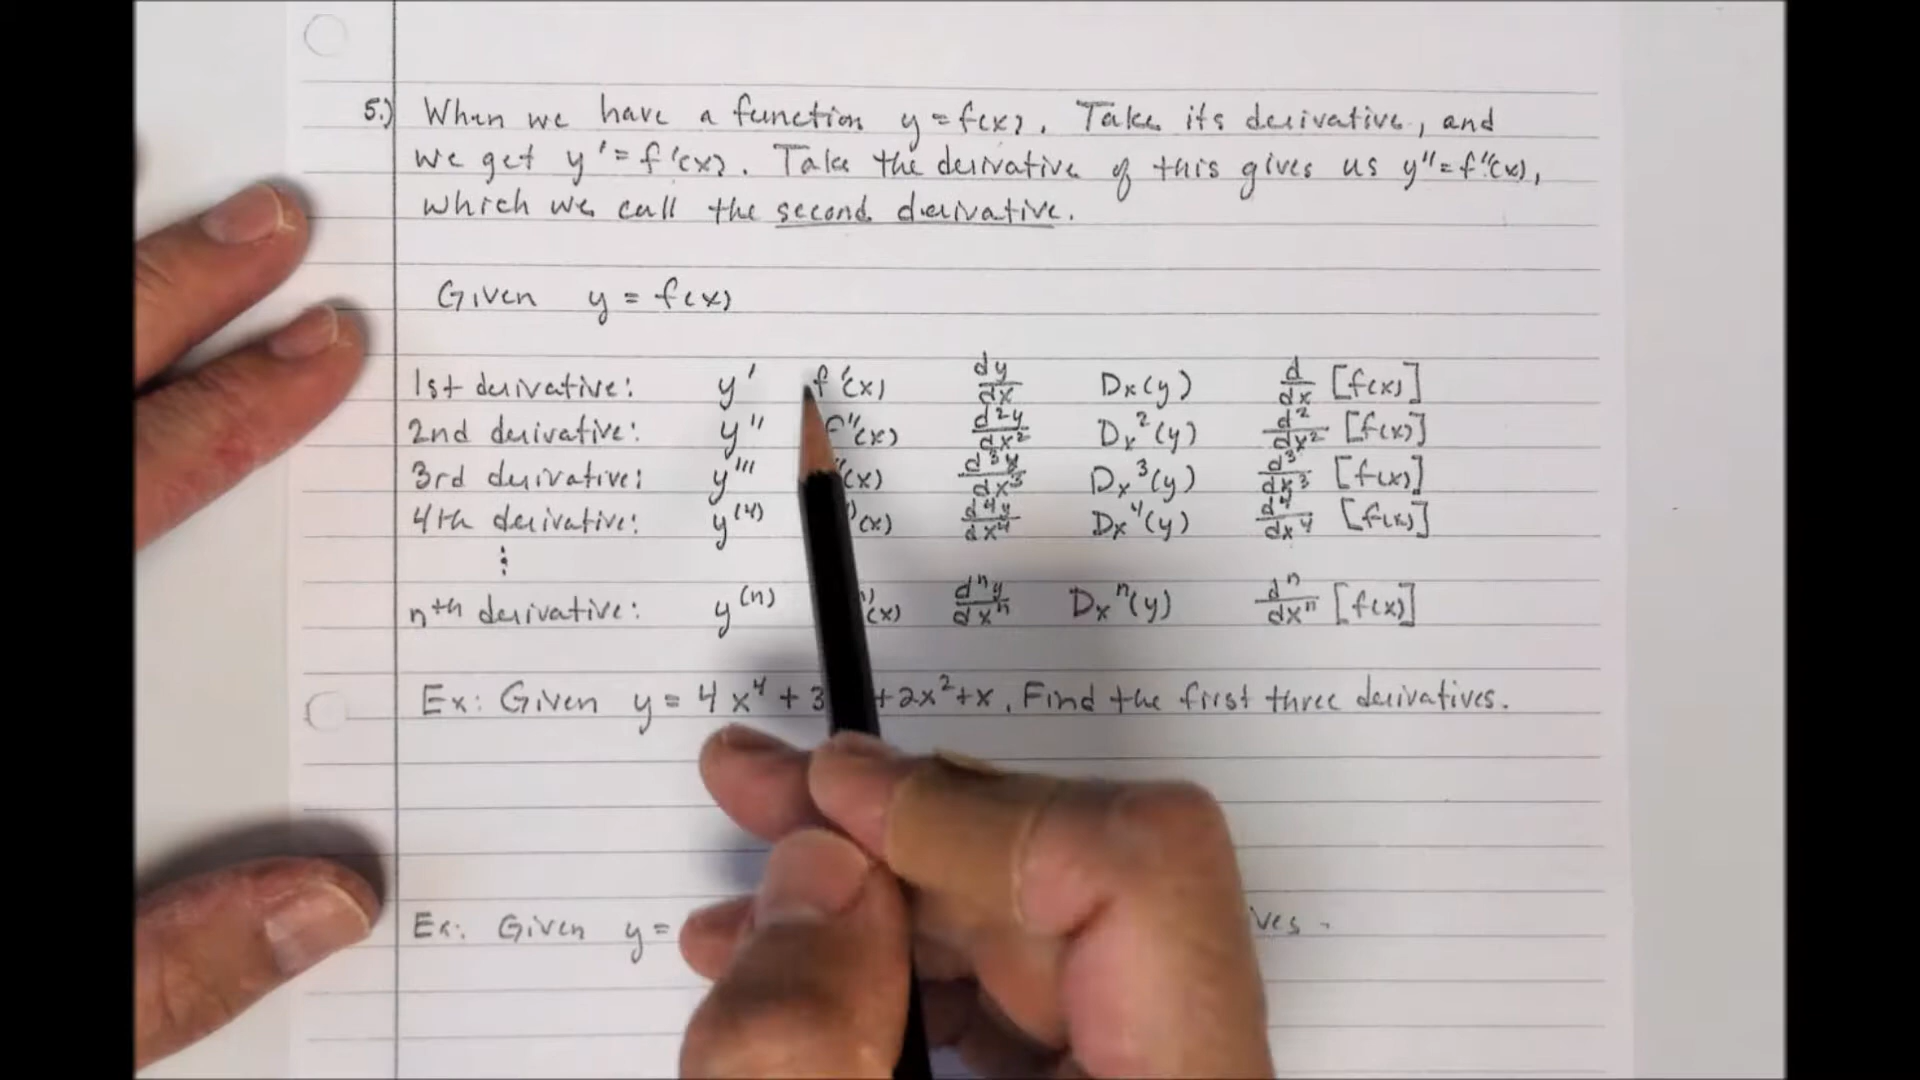 5.) When we have a function y = f(x). Take its derivative, and
we get y' = f'(x). Take the derivative of this gives us y" = f"(x),
which we call the second derivative.
Given y = f(x)
1st derivative: y' f'(x) dy/dx Dx(y) d/dx [f(x)]
2nd derivative: y" f"(x) d²y/dx² Dx²(y) d²/dx² [f(x)]
3rd derivative: y''' (x) d³y/dx³ Dx³(y) d³/dx³ [f(x)]
4th derivative: y⁽⁴⁾ ⁾(x) d⁴y/dx⁴ Dx⁴(y) d⁴/dx⁴ [f(x)]
⋮
nth derivative: y⁽ⁿ⁾ ⁾(x) dⁿy/dxⁿ Dxⁿ(y) dⁿ/dxⁿ [f(x)]
Ex: Given y = 4x⁴ + 3 + 2x² + x. Find the first three derivatives.
Ex: Given y =